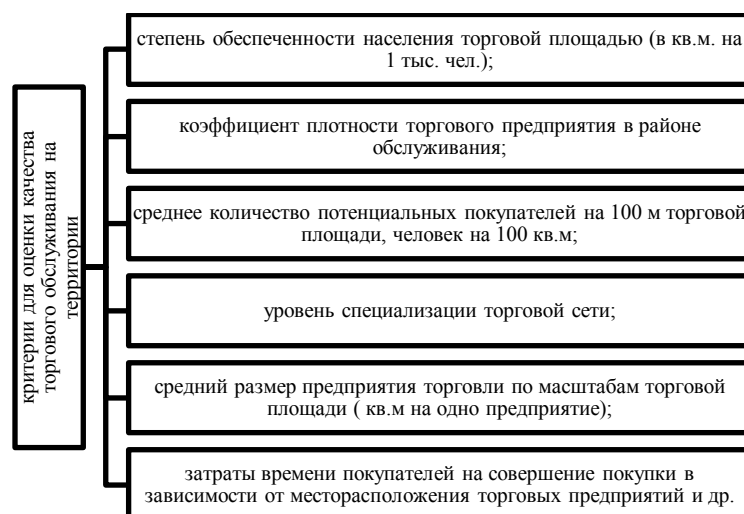 критерии для оценки качества
торгового обслуживания на
территории
степень обеспеченности населения торговой площадью (в кв.м. на
1 тыс. чел.);
коэффициент плотности торгового предприятия в районе
обслуживания;
среднее количество потенциальных покупателей на 100 м торговой
площади, человек на 100 кв.м;
уровень специализации торговой сети;
средний размер предприятия торговли по масштабам торговой
площади ( кв.м на одно предприятие);
затраты времени покупателей на совершение покупки в
зависимости от месторасположения торговых предприятий и др.